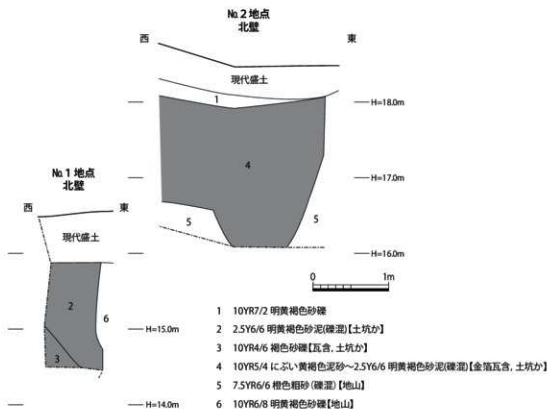 No.2 地点
北壁
西
東
現代盛土
1
H=18.0m
4
H=17.0m
5
5
H=16.0m
No.1 地点
北壁
西
東
現代盛土
2
6
3
H=15.0m
H=14.0m
0 1m
1 10YR7/2 明黄褐色砂礫
2 2.5Y6/6 明黄褐色砂泥(礫混)【土坑か】
3 10YR4/6 褐色砂礫【瓦含, 土坑か】
4 10YR5/4 にぶい黄褐色泥砂~2.5Y6/6 明黄褐色砂泥(礫混)【金箔瓦含, 土坑か】
5 7.5YR6/6 橙色粗砂(礫混)【地山】
6 10YR6/8 明黄褐色砂礫【地山】